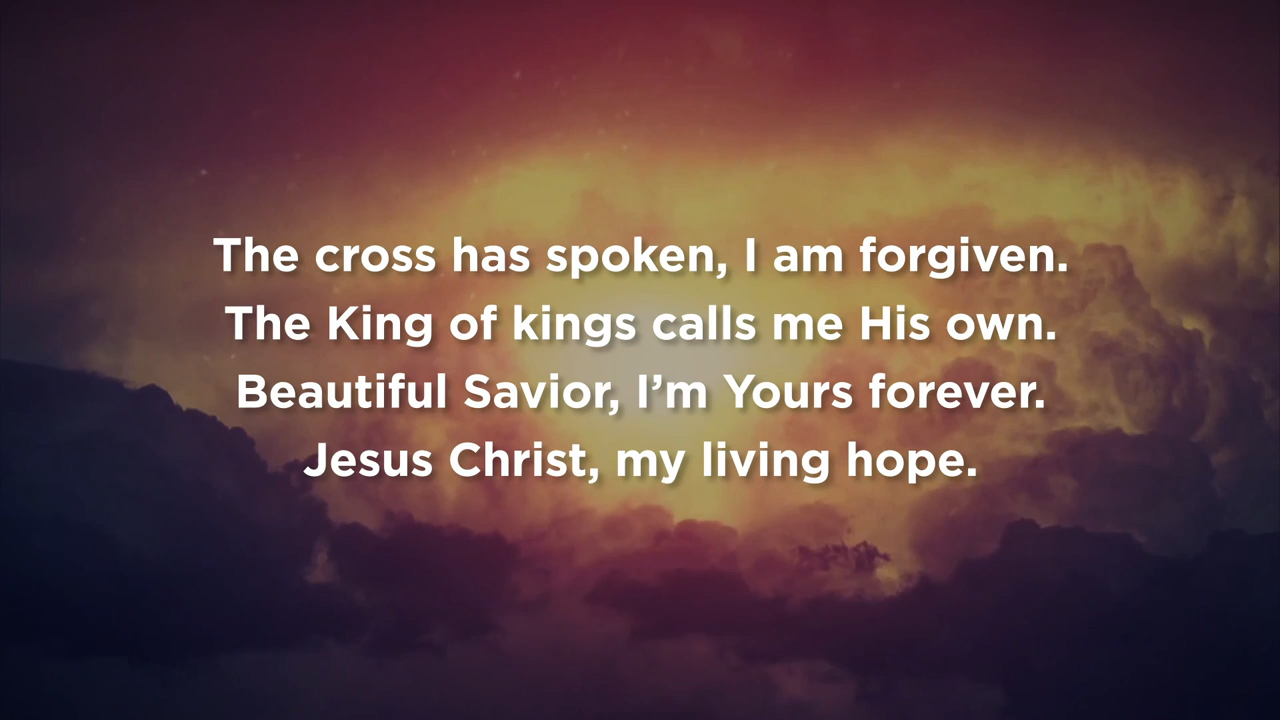 The cross has spoken, I am forgiven.
The King of kings calls me His own.
Beautiful Savior, I’m Yours forever.
Jesus Christ, my living hope.